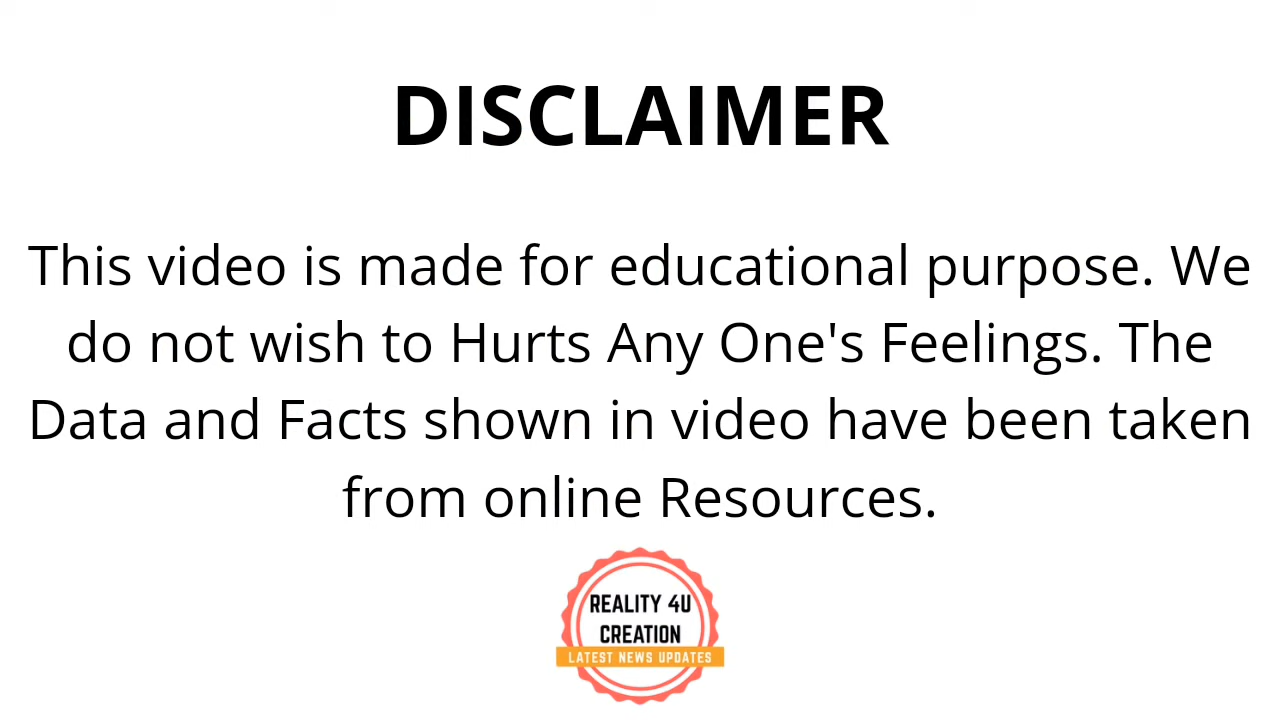 DISCLAIMER
This video is made for educational purpose. We
do not wish to Hurts Any One's Feelings. The
Data and Facts shown in video have been taken
from online Resources.
REALITY 4U
CREATION
LATEST NEWS UPDATES